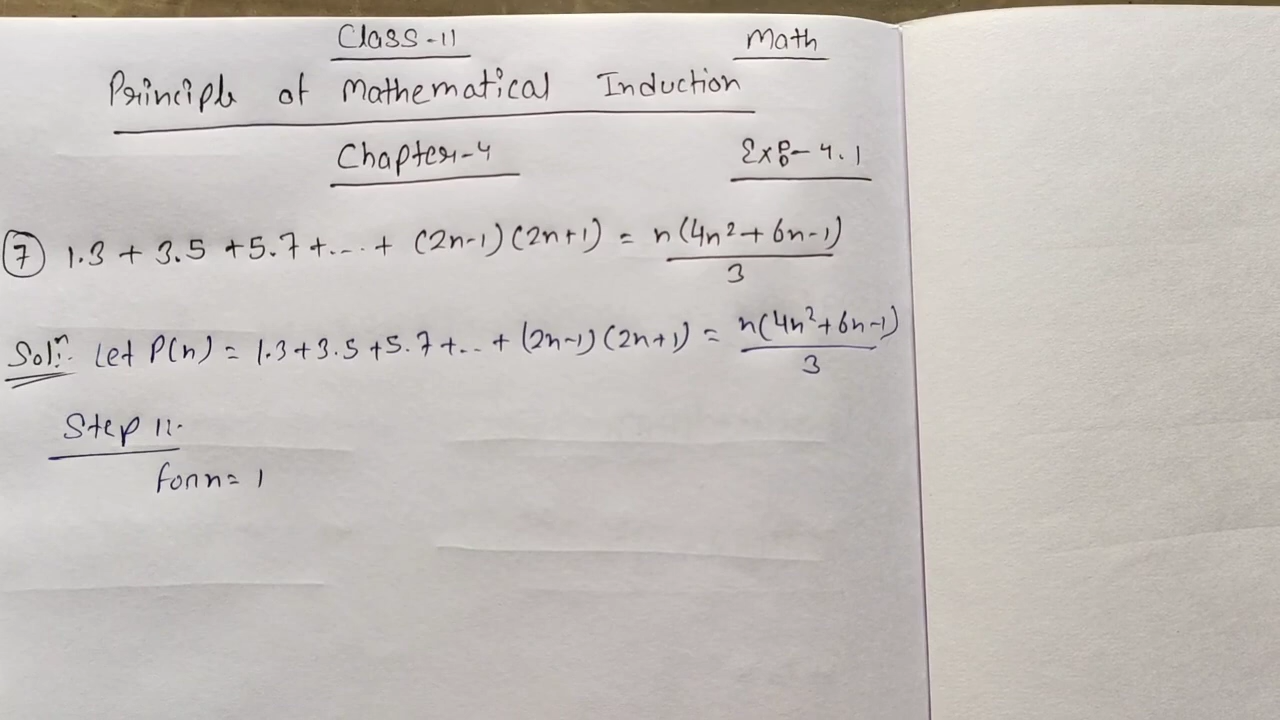 Class-11 Math
Principle of Mathematical Induction
Chapter-4 Exe:- 4.1
7 1.3 + 3.5 + 5.7 + ... + (2n-1)(2n+1) = n(4n²+6n-1)/3
Solⁿ:- Let P(n) = 1.3+3.5+5.7+...+(2n-1)(2n+1) = n(4n²+6n-1)/3
Step 1:-
for n = 1